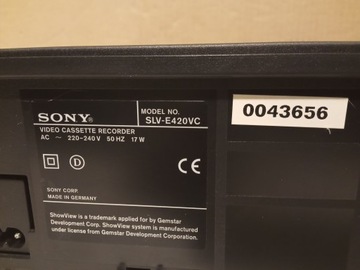 SONY®
MODEL NO.
SLV-E420VC
0043656
VIDEO CASSETTE RECORDER
AC ~ 220-240V 50 HZ 17 W
D
CE
SONY CORP.
MADE IN GERMANY
ShowView is a trademark applied for by Gemstar
Development Corp. ShowView system is manufactured
under license from Gemstar Development Corporation.